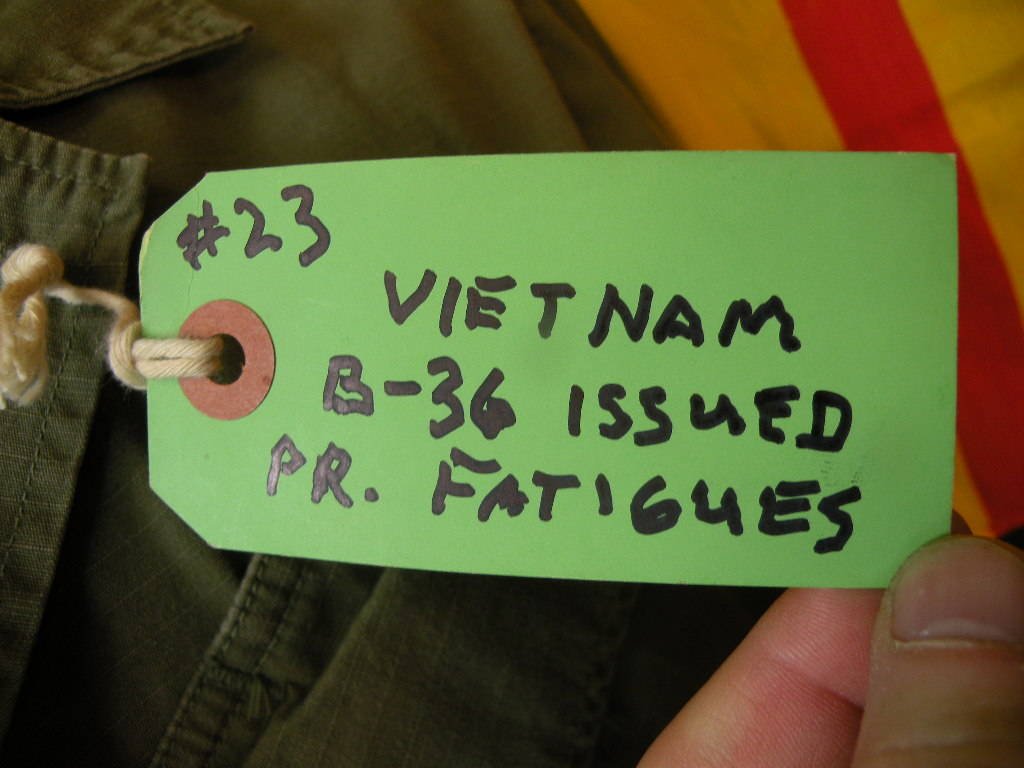 #23
VIETNAM
B-36 ISSUED
PR. FATIGUES